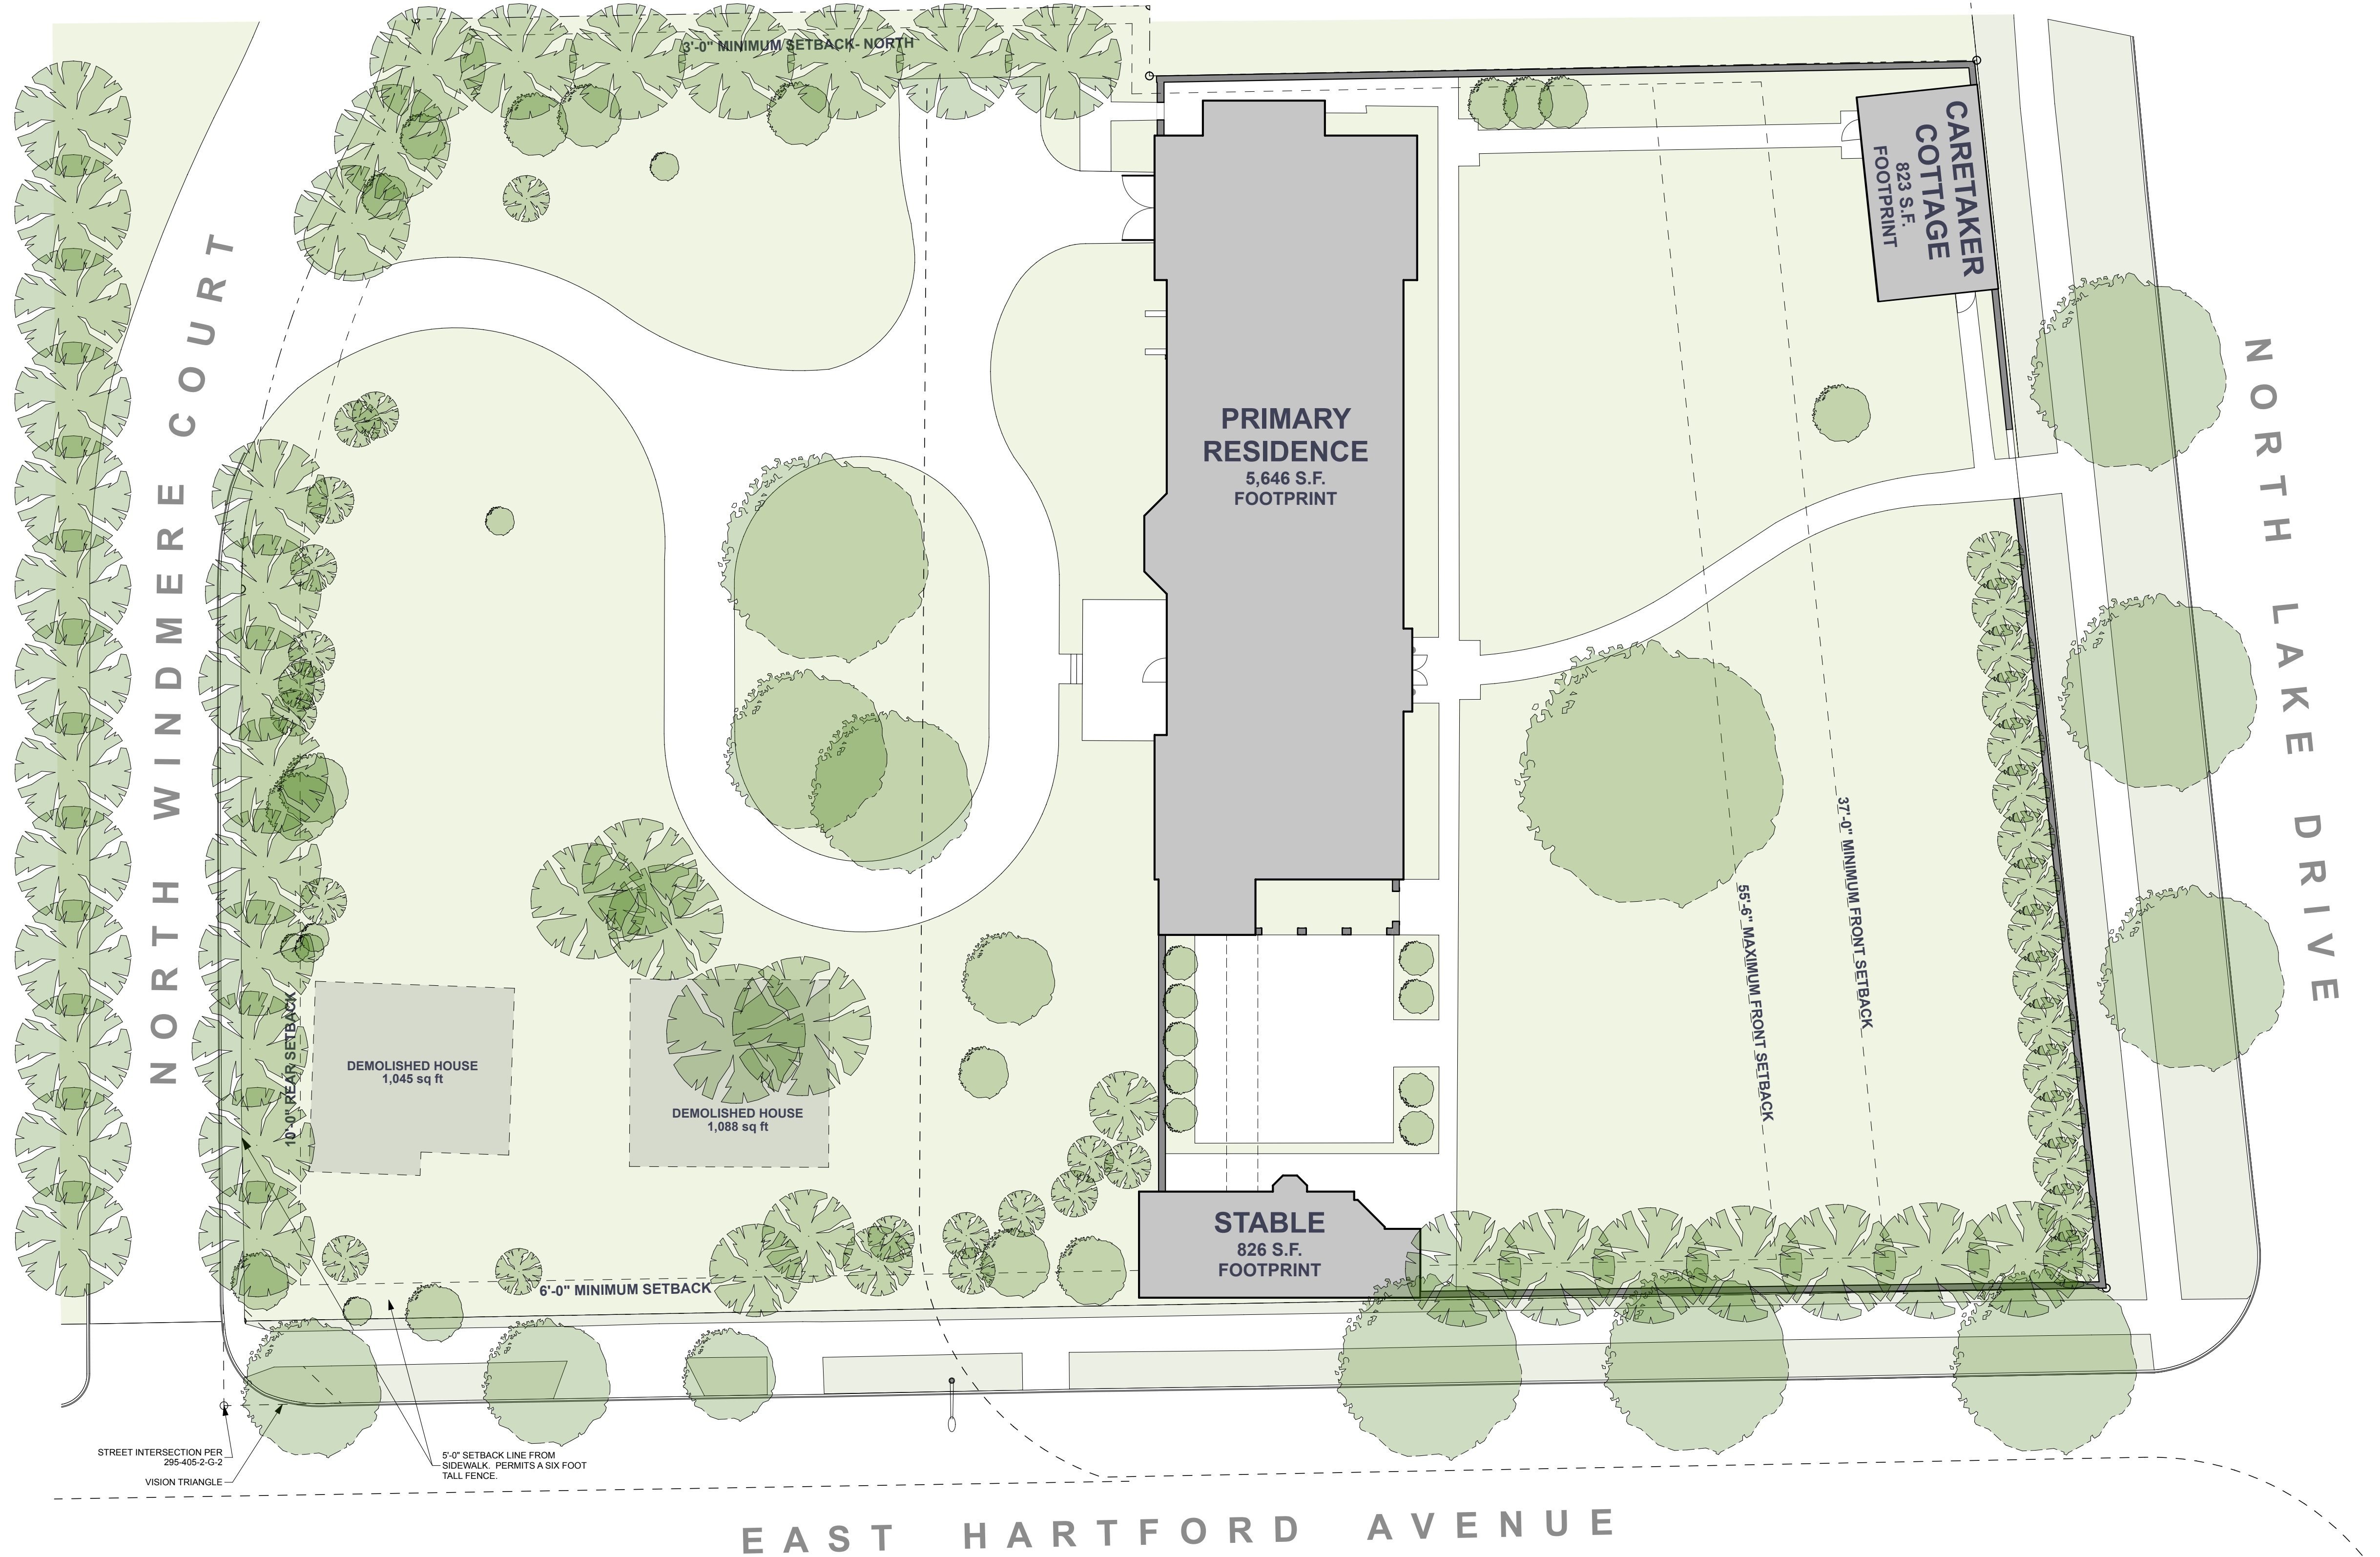 3'-0" MINIMUM SETBACK- NORTH
CARETAKER
COTTAGE
823 S.F.
FOOTPRINT
NORTH WINDMERE COURT
NORTH LAKE DRIVE
PRIMARY
RESIDENCE
5,646 S.F.
FOOTPRINT
37'-0" MINIMUM FRONT SETBACK
55'-6" MAXIMUM FRONT SETBACK
10'-0" REAR SETBACK
DEMOLISHED HOUSE
1,045 sq ft
DEMOLISHED HOUSE
1,088 sq ft
STABLE
826 S.F.
FOOTPRINT
6'-0" MINIMUM SETBACK
STREET INTERSECTION PER
295-405-2-G-2
VISION TRIANGLE
5'-0" SETBACK LINE FROM
SIDEWALK. PERMITS A SIX FOOT
TALL FENCE.
EAST HARTFORD AVENUE